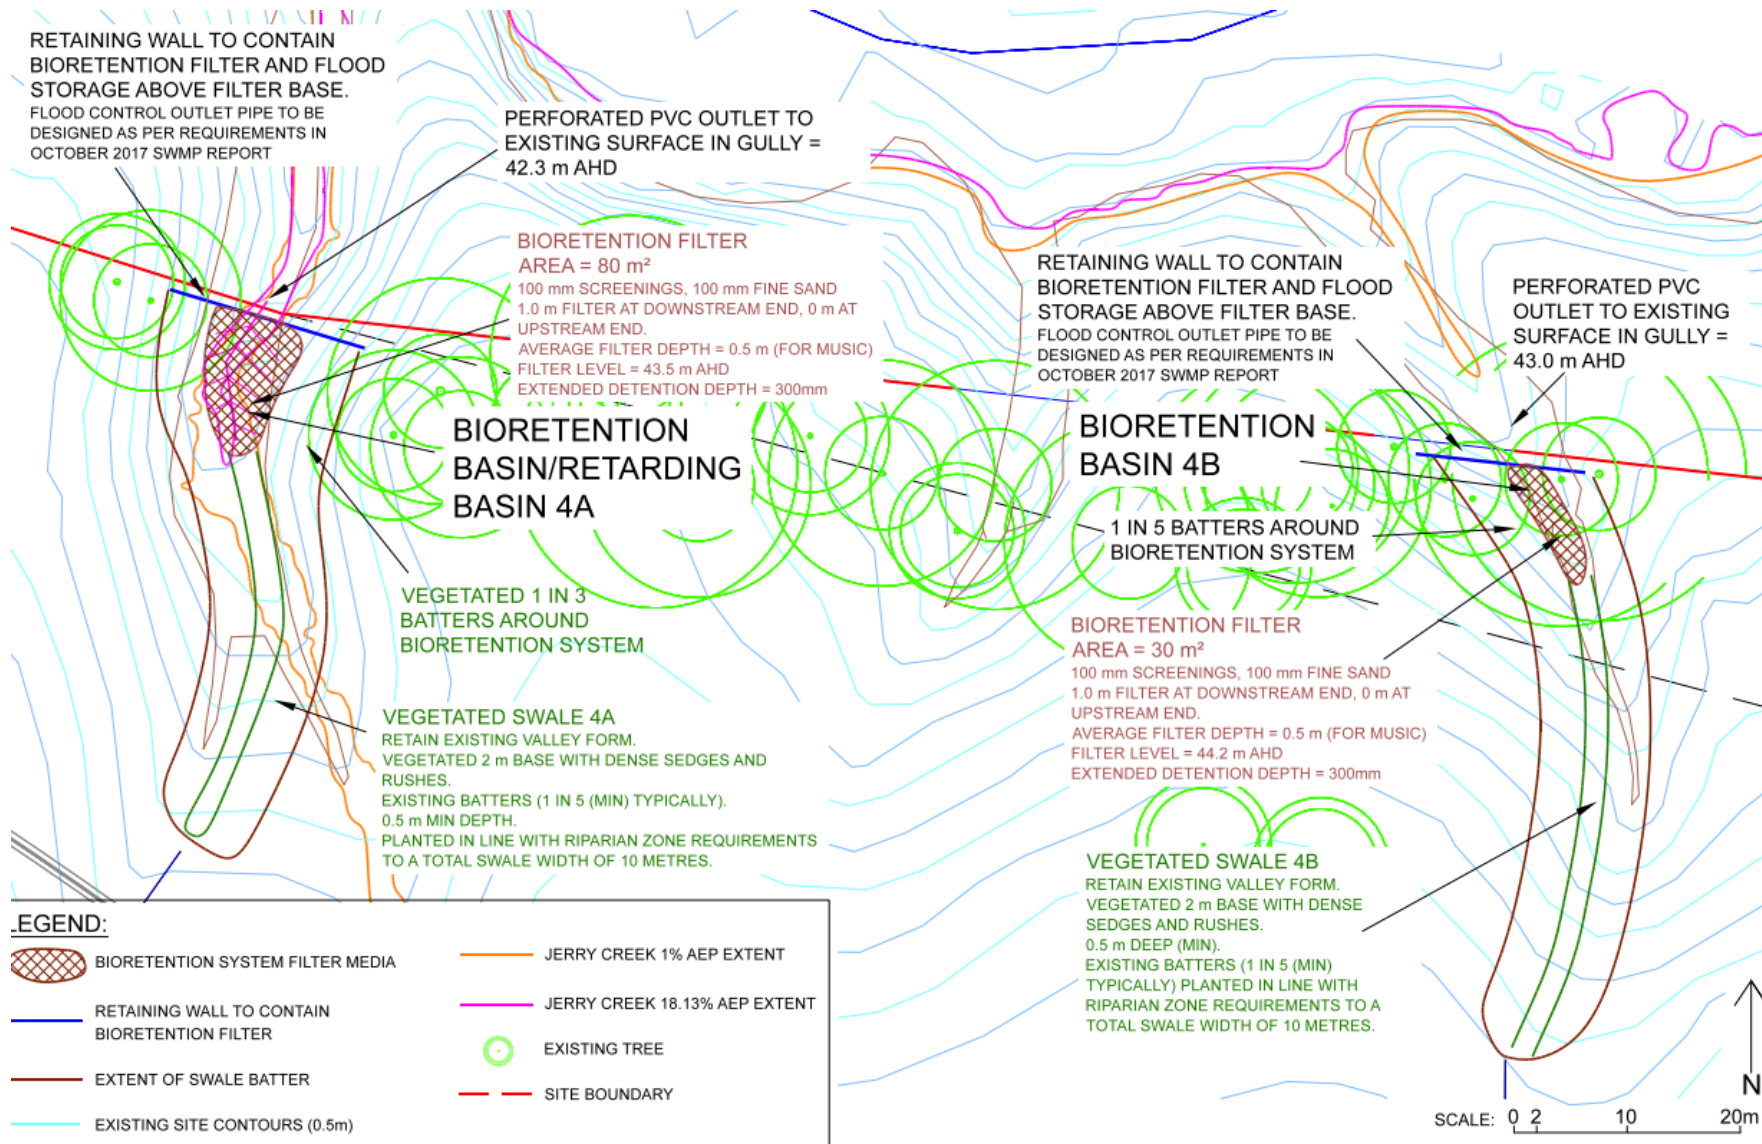 RETAINING WALL TO CONTAIN
BIORETENTION FILTER AND FLOOD
STORAGE ABOVE FILTER BASE.
FLOOD CONTROL OUTLET PIPE TO BE
DESIGNED AS PER REQUIREMENTS IN
OCTOBER 2017 SWMP REPORT
PERFORATED PVC OUTLET TO
EXISTING SURFACE IN GULLY =
42.3 m AHD
BIORETENTION FILTER
AREA = 80 m²
100 mm SCREENINGS, 100 mm FINE SAND
1.0 m FILTER AT DOWNSTREAM END, 0 m AT
UPSTREAM END.
AVERAGE FILTER DEPTH = 0.5 m (FOR MUSIC)
FILTER LEVEL = 43.5 m AHD
EXTENDED DETENTION DEPTH = 300mm
BIORETENTION
BASIN/RETARDING
BASIN 4A
VEGETATED 1 IN 3
BATTERS AROUND
BIORETENTION SYSTEM
VEGETATED SWALE 4A
RETAIN EXISTING VALLEY FORM.
VEGETATED 2 m BASE WITH DENSE SEDGES AND
RUSHES.
EXISTING BATTERS (1 IN 5 (MIN) TYPICALLY).
0.5 m MIN DEPTH.
PLANTED IN LINE WITH RIPARIAN ZONE REQUIREMENTS
TO A TOTAL SWALE WIDTH OF 10 METRES.
RETAINING WALL TO CONTAIN
BIORETENTION FILTER AND FLOOD
STORAGE ABOVE FILTER BASE.
FLOOD CONTROL OUTLET PIPE TO BE
DESIGNED AS PER REQUIREMENTS IN
OCTOBER 2017 SWMP REPORT
PERFORATED PVC
OUTLET TO EXISTING
SURFACE IN GULLY =
43.0 m AHD
BIORETENTION
BASIN 4B
1 IN 5 BATTERS AROUND
BIORETENTION SYSTEM
BIORETENTION FILTER
AREA = 30 m²
100 mm SCREENINGS, 100 mm FINE SAND
1.0 m FILTER AT DOWNSTREAM END, 0 m AT
UPSTREAM END.
AVERAGE FILTER DEPTH = 0.5 m (FOR MUSIC)
FILTER LEVEL = 44.2 m AHD
EXTENDED DETENTION DEPTH = 300mm
VEGETATED SWALE 4B
RETAIN EXISTING VALLEY FORM.
VEGETATED 2 m BASE WITH DENSE
SEDGES AND RUSHES.
0.5 m DEEP (MIN).
EXISTING BATTERS (1 IN 5 (MIN)
TYPICALLY) PLANTED IN LINE WITH
RIPARIAN ZONE REQUIREMENTS TO A
TOTAL SWALE WIDTH OF 10 METRES.
LEGEND:
BIORETENTION SYSTEM FILTER MEDIA
RETAINING WALL TO CONTAIN
BIORETENTION FILTER
EXTENT OF SWALE BATTER
EXISTING SITE CONTOURS (0.5m)
JERRY CREEK 1% AEP EXTENT
JERRY CREEK 18.13% AEP EXTENT
EXISTING TREE
SITE BOUNDARY
N
SCALE: 0 2 10 20m